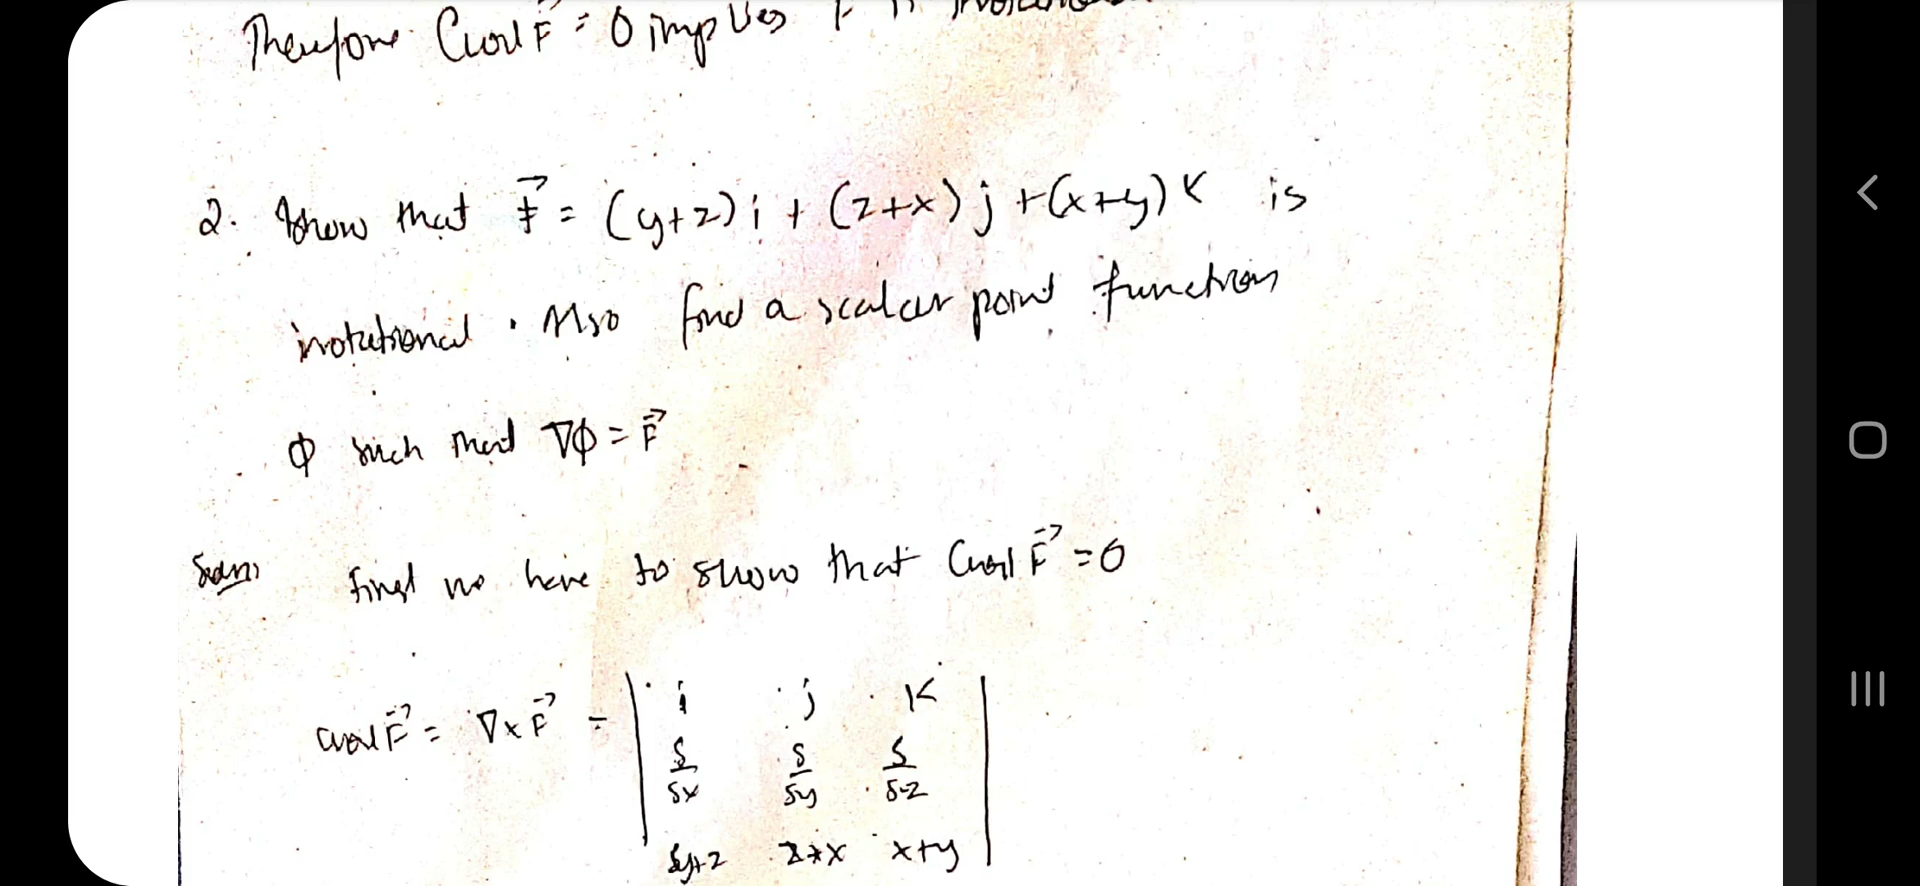 Therefore Curl F⃗ = 0 implies F is
2. Show that F⃗ = (y+z) i + (z+x) j + (x+y) K is
irrotational. Also find a scalar point function
ϕ such that ∇ϕ = F⃗
Soln: first we have to show that Curl F⃗ = 0
Curl F⃗ = ∇ x F⃗ = | i j K |
δ/δx δ/δy δ/δz
y+z z+x x+y